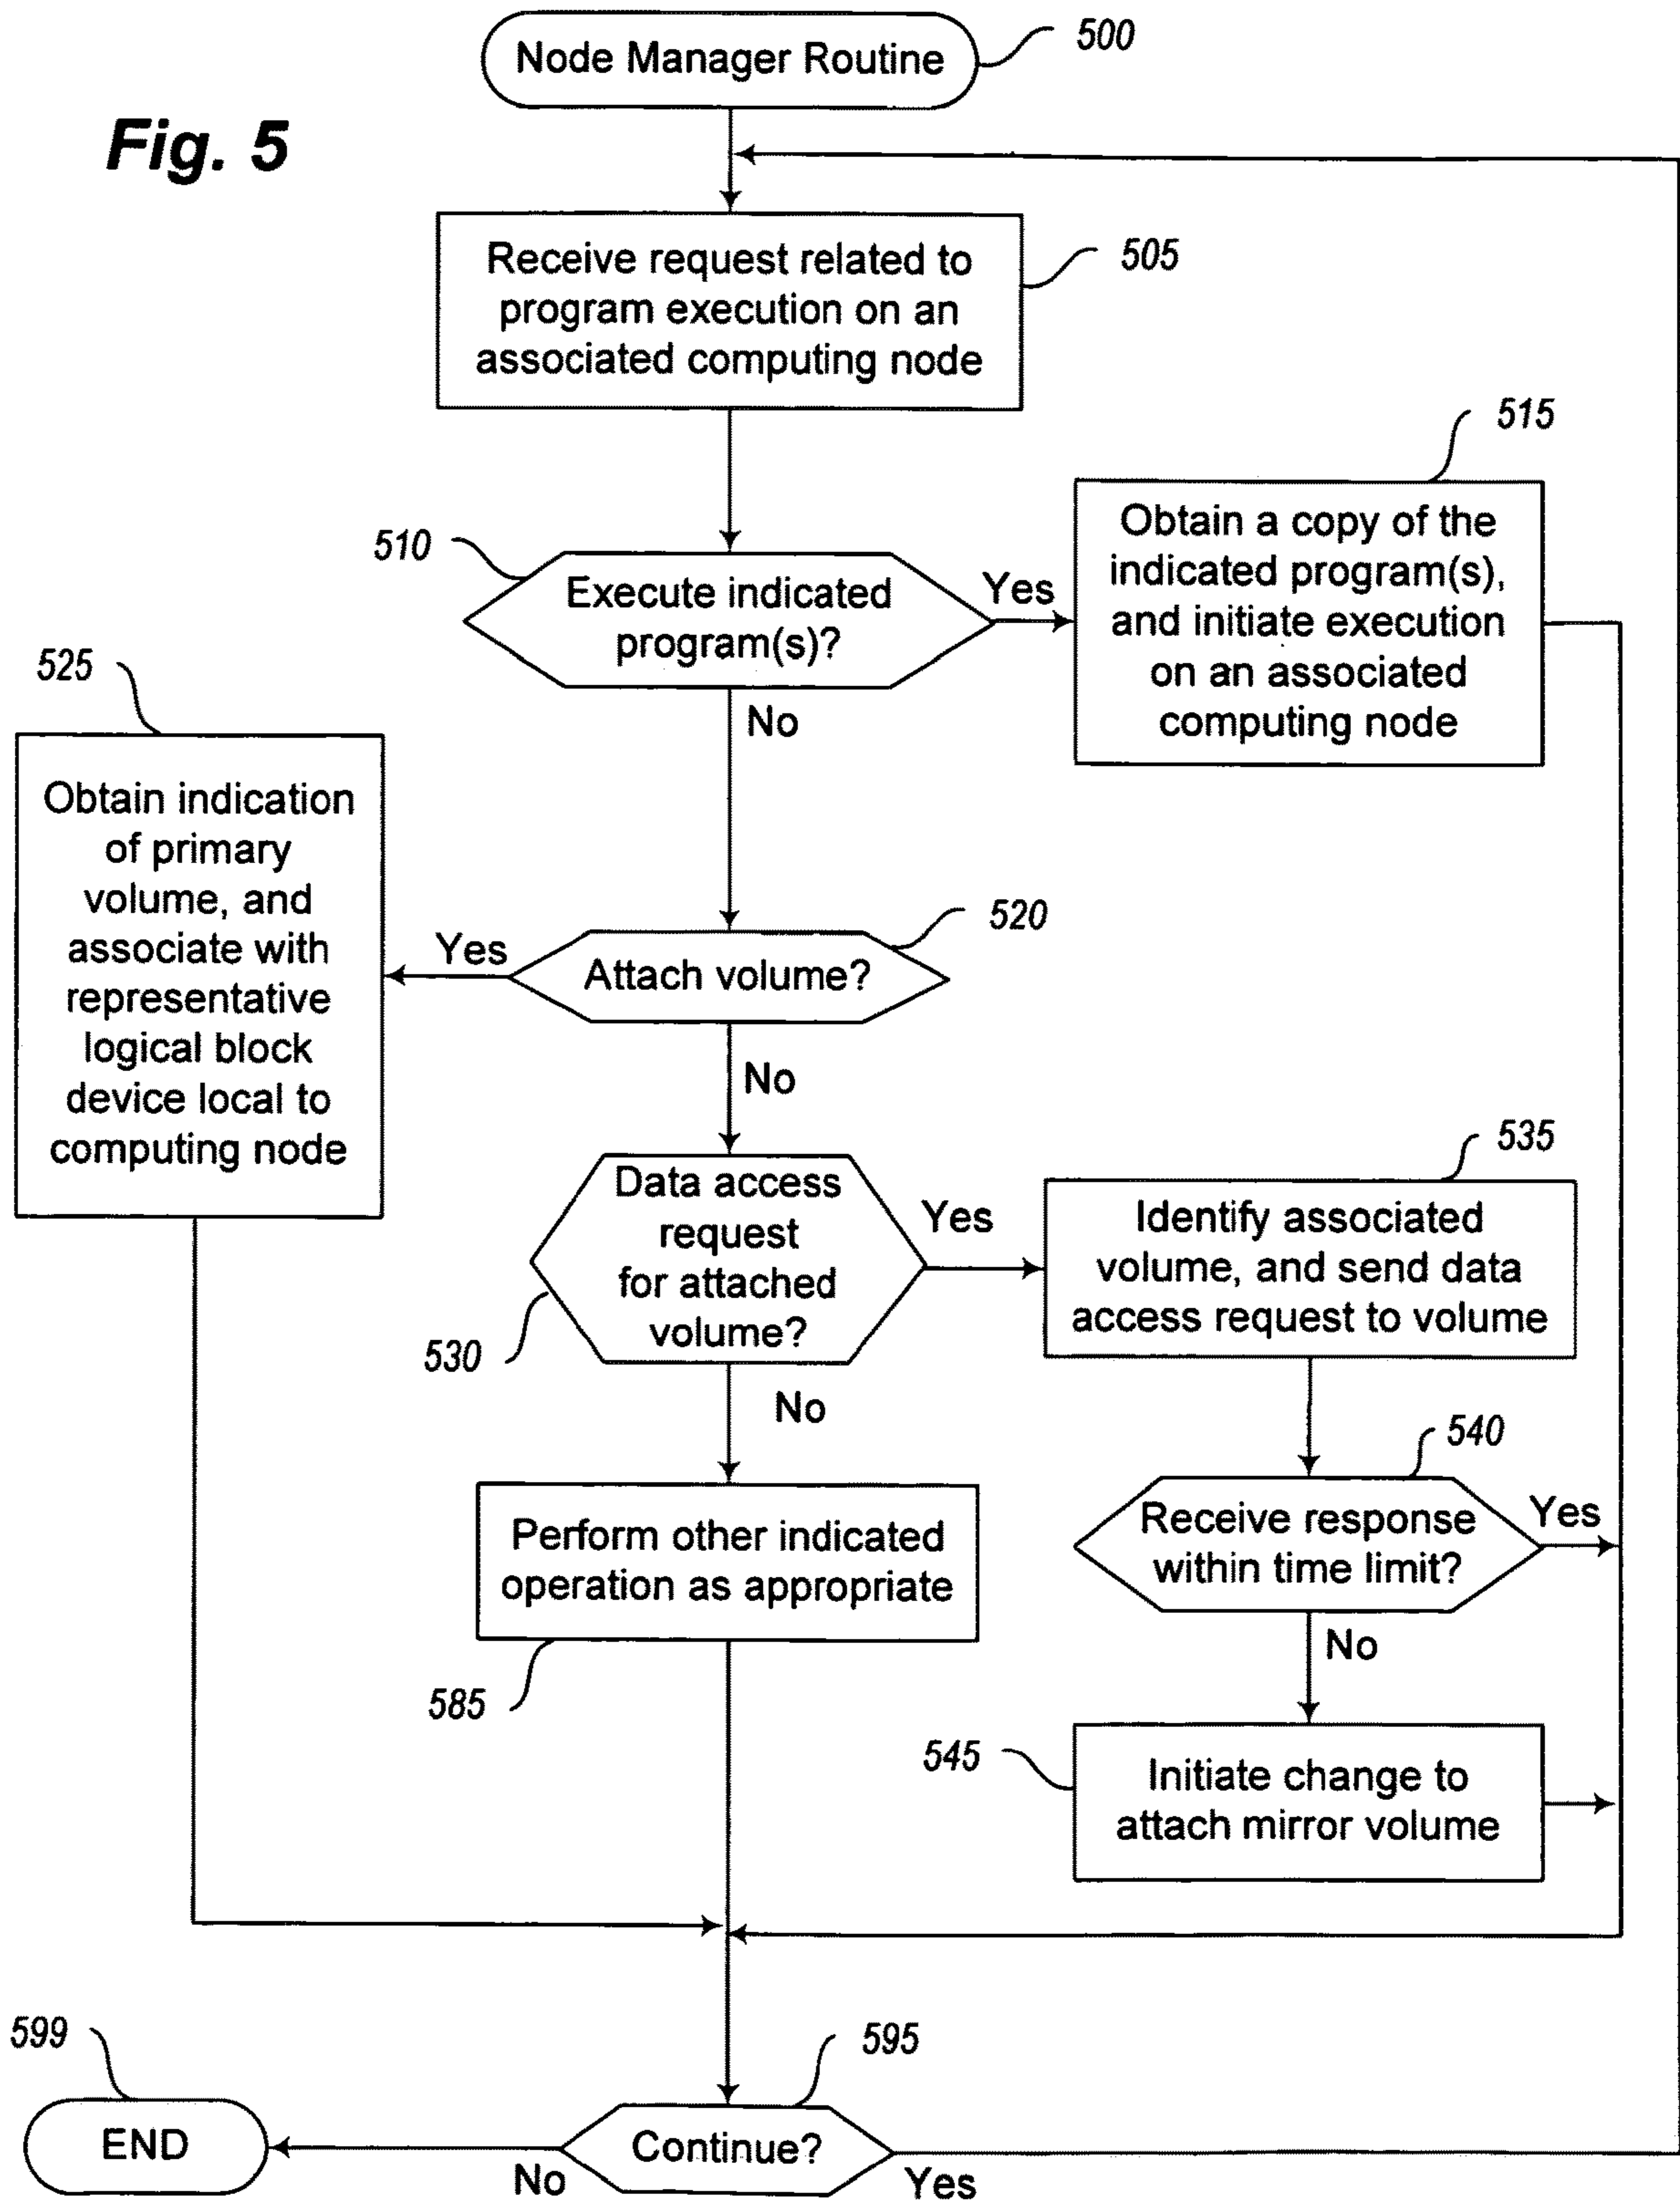 Node Manager Routine
500
Fig. 5
Receive request related to
program execution on an
associated computing node
505
510
Execute indicated
program(s)?
Yes
No
515
Obtain a copy of the
indicated program(s),
and initiate execution
on an associated
computing node
525
Obtain indication
of primary
volume, and
associate with
representative
logical block
device local to
computing node
520
Attach volume?
Yes
No
530
Data access
request
for attached
volume?
Yes
No
535
Identify associated
volume, and send data
access request to volume
540
Receive response
within time limit?
Yes
No
585
Perform other indicated
operation as appropriate
545
Initiate change to
attach mirror volume
595
Continue?
No
Yes
599
END